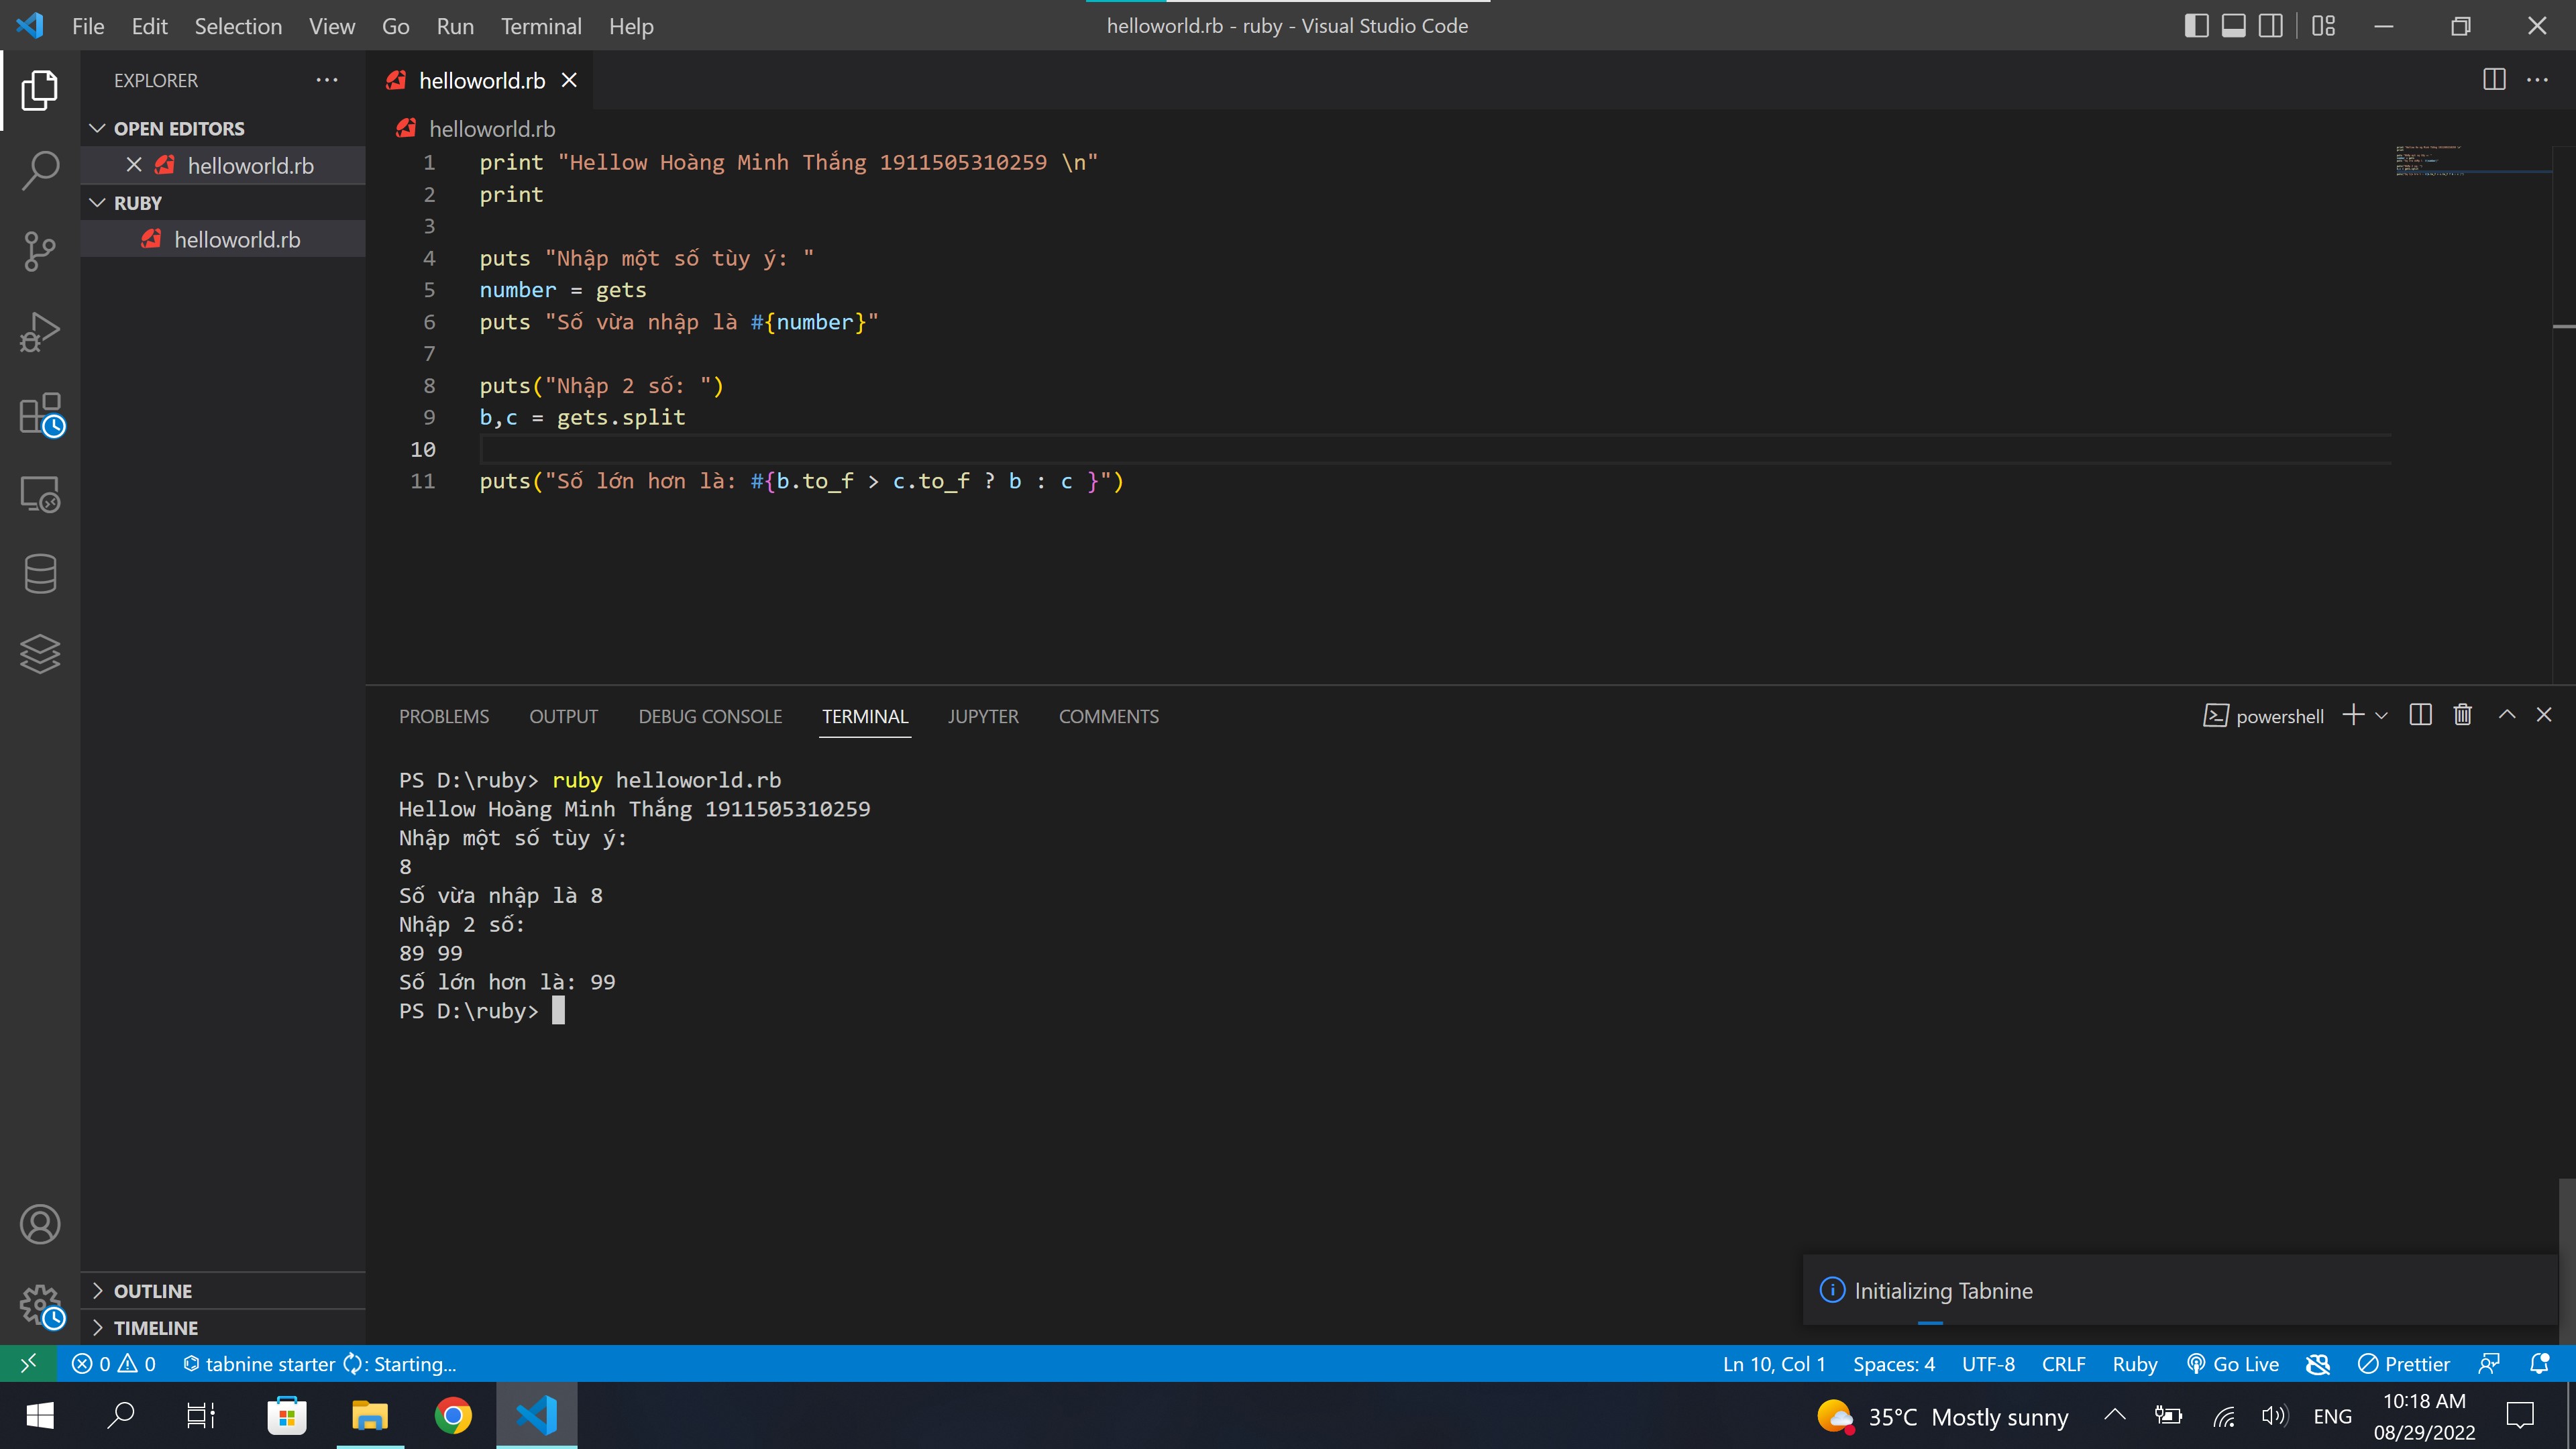 File Edit Selection View Go Run Terminal Help
helloworld.rb - ruby - Visual Studio Code
EXPLORER
OPEN EDITORS
helloworld.rb
RUBY
helloworld.rb
OUTLINE
TIMELINE
helloworld.rb
helloworld.rb
1 print "Hellow Hoàng Minh Thắng 1911505310259 \n"
2 print
3
4 puts "Nhập một số tùy ý: "
5 number = gets
6 puts "Số vừa nhập là #{number}"
7
8 puts("Nhập 2 số: ")
9 b,c = gets.split
10
11 puts("Số lớn hơn là: #{b.to_f > c.to_f ? b : c }")
PROBLEMS OUTPUT DEBUG CONSOLE TERMINAL JUPYTER COMMENTS
powershell
PS D:\ruby> ruby helloworld.rb
Hellow Hoàng Minh Thắng 1911505310259
Nhập một số tùy ý:
8
Số vừa nhập là 8
Nhập 2 số:
89 99
Số lớn hơn là: 99
PS D:\ruby>
Initializing Tabnine
0 0 tabnine starter : Starting...
Ln 10, Col 1 Spaces: 4 UTF-8 CRLF Ruby Go Live Prettier
35°C Mostly sunny
ENG
10:18 AM
08/29/2022